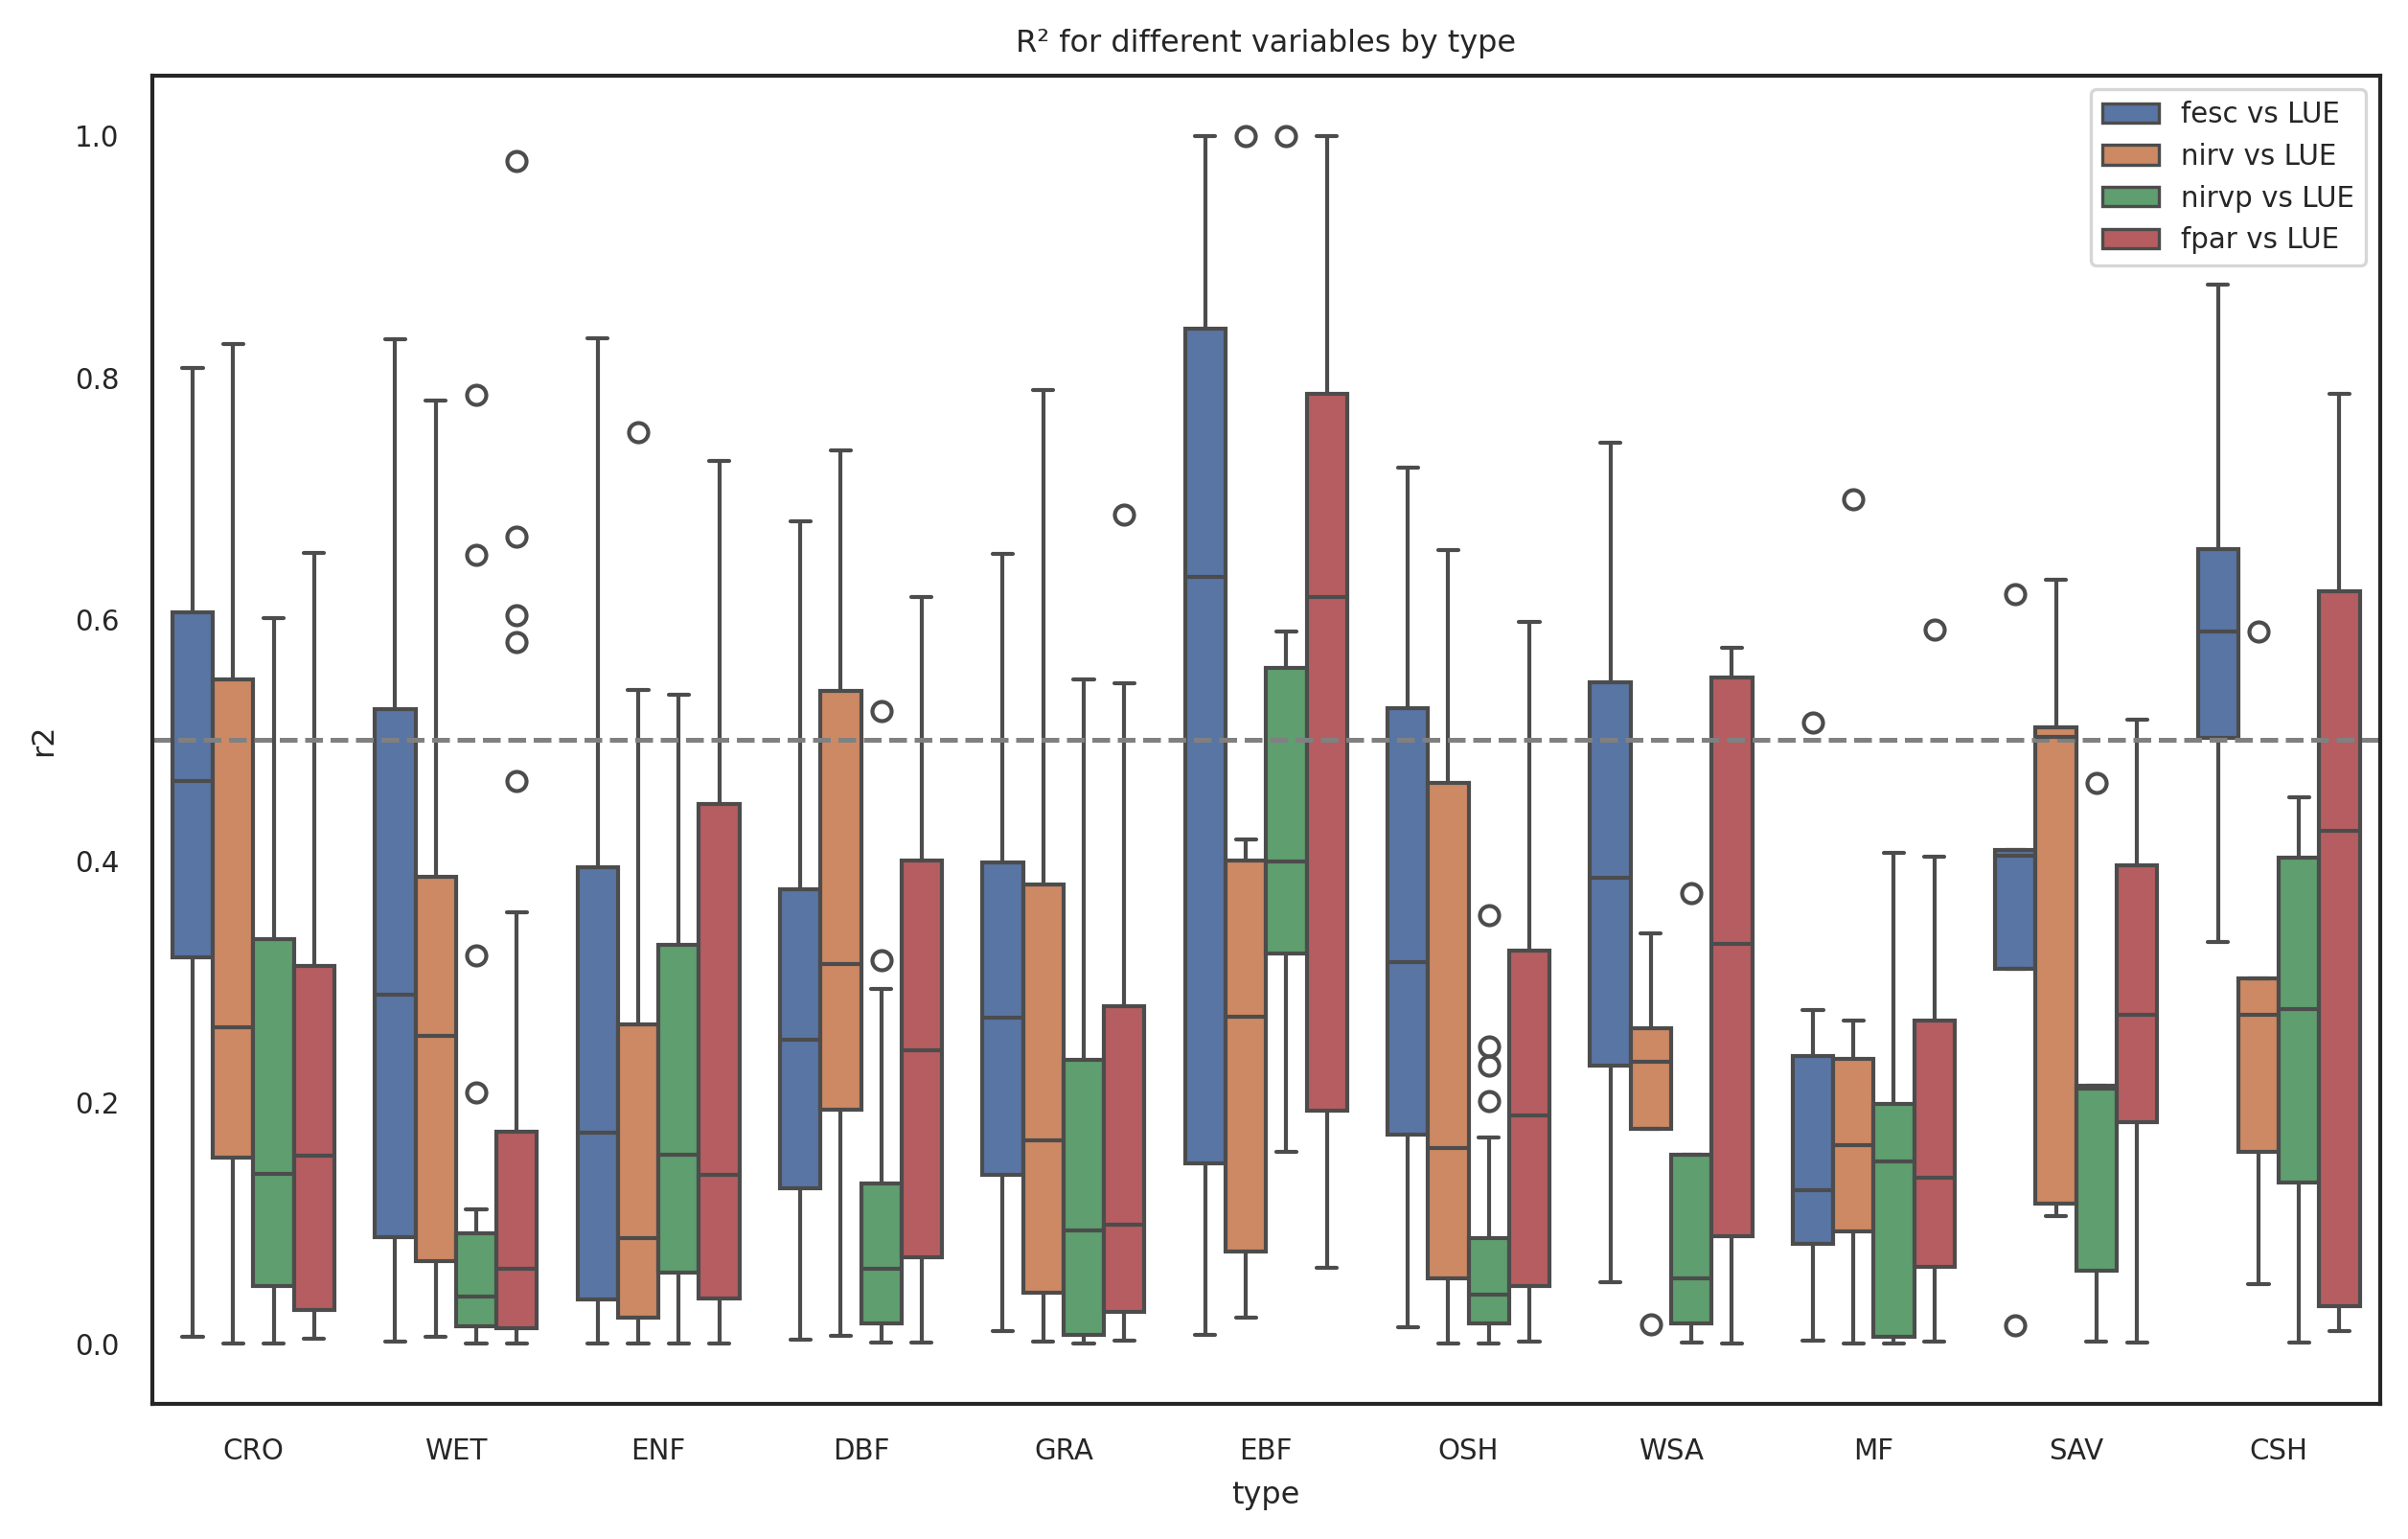 R² for different variables by type
fesc vs LUE
nirv vs LUE
nirvp vs LUE
fpar vs LUE
r2
1.0
0.8
0.6
0.4
0.2
0.0
CRO WET ENF DBF GRA EBF OSH WSA MF SAV CSH
type